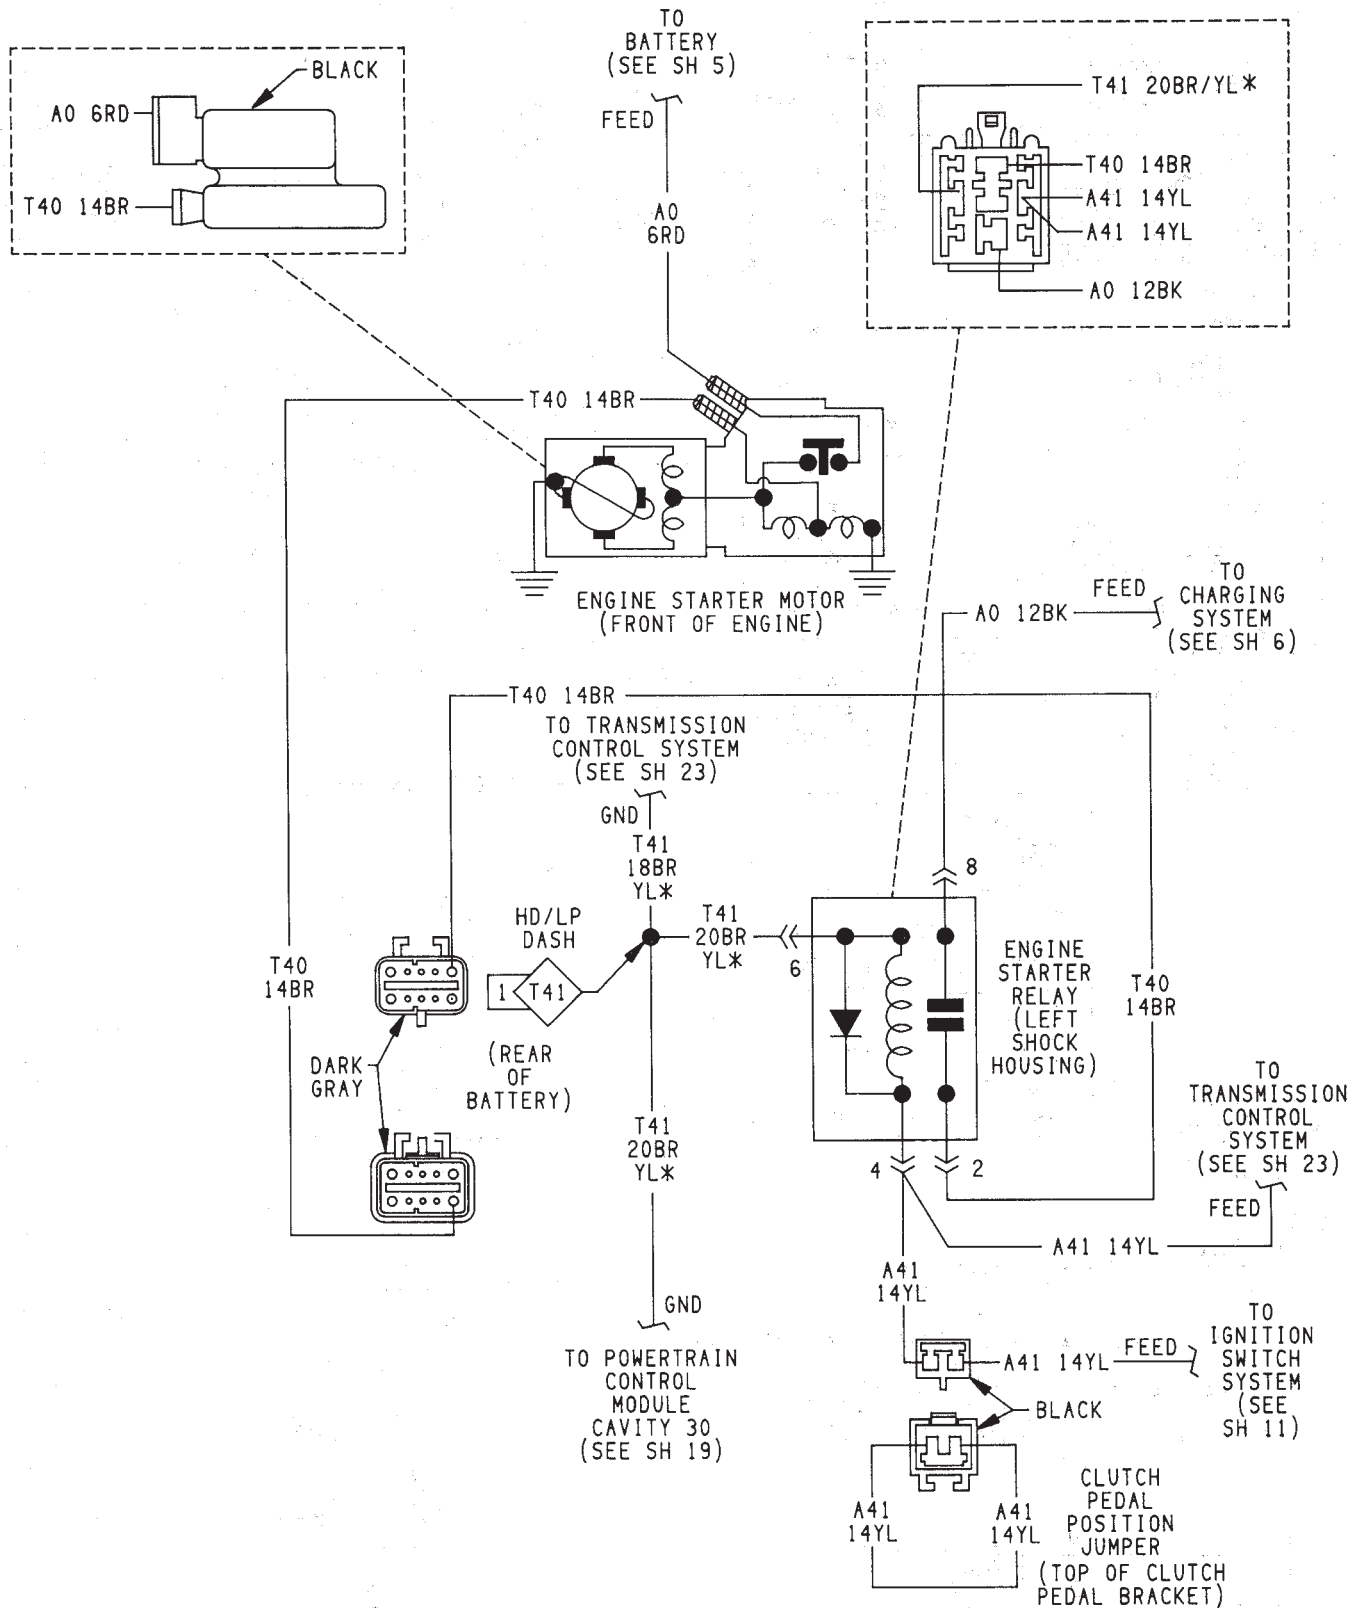 TO
BATTERY
(SEE SH 5)
FEED
A0
6RD
BLACK
A0 6RD
T40 14BR
T41 20BR/YL*
T40 14BR
A41 14YL
A41 14YL
A0 12BK
T40 14BR
ENGINE STARTER MOTOR
(FRONT OF ENGINE)
A0 12BK
FEED
TO
CHARGING
SYSTEM
(SEE SH 6)
T40 14BR
TO TRANSMISSION
CONTROL SYSTEM
(SEE SH 23)
GND
T41
18BR
YL*
HD/LP
DASH
1
T41
(REAR
OF
BATTERY)
T41
20BR
YL*
6
8
ENGINE
STARTER
RELAY
(LEFT
SHOCK
HOUSING)
T40
14BR
T40
14BR
DARK
GRAY
T41
20BR
YL*
4
2
TO
TRANSMISSION
CONTROL
SYSTEM
(SEE SH 23)
FEED
A41 14YL
A41
14YL
GND
TO POWERTRAIN
CONTROL
MODULE
CAVITY 30
(SEE SH 19)
A41 14YL
FEED
TO
IGNITION
SWITCH
SYSTEM
(SEE
SH 11)
BLACK
A41
14YL
A41
14YL
CLUTCH
PEDAL
POSITION
JUMPER
(TOP OF CLUTCH
PEDAL BRACKET)